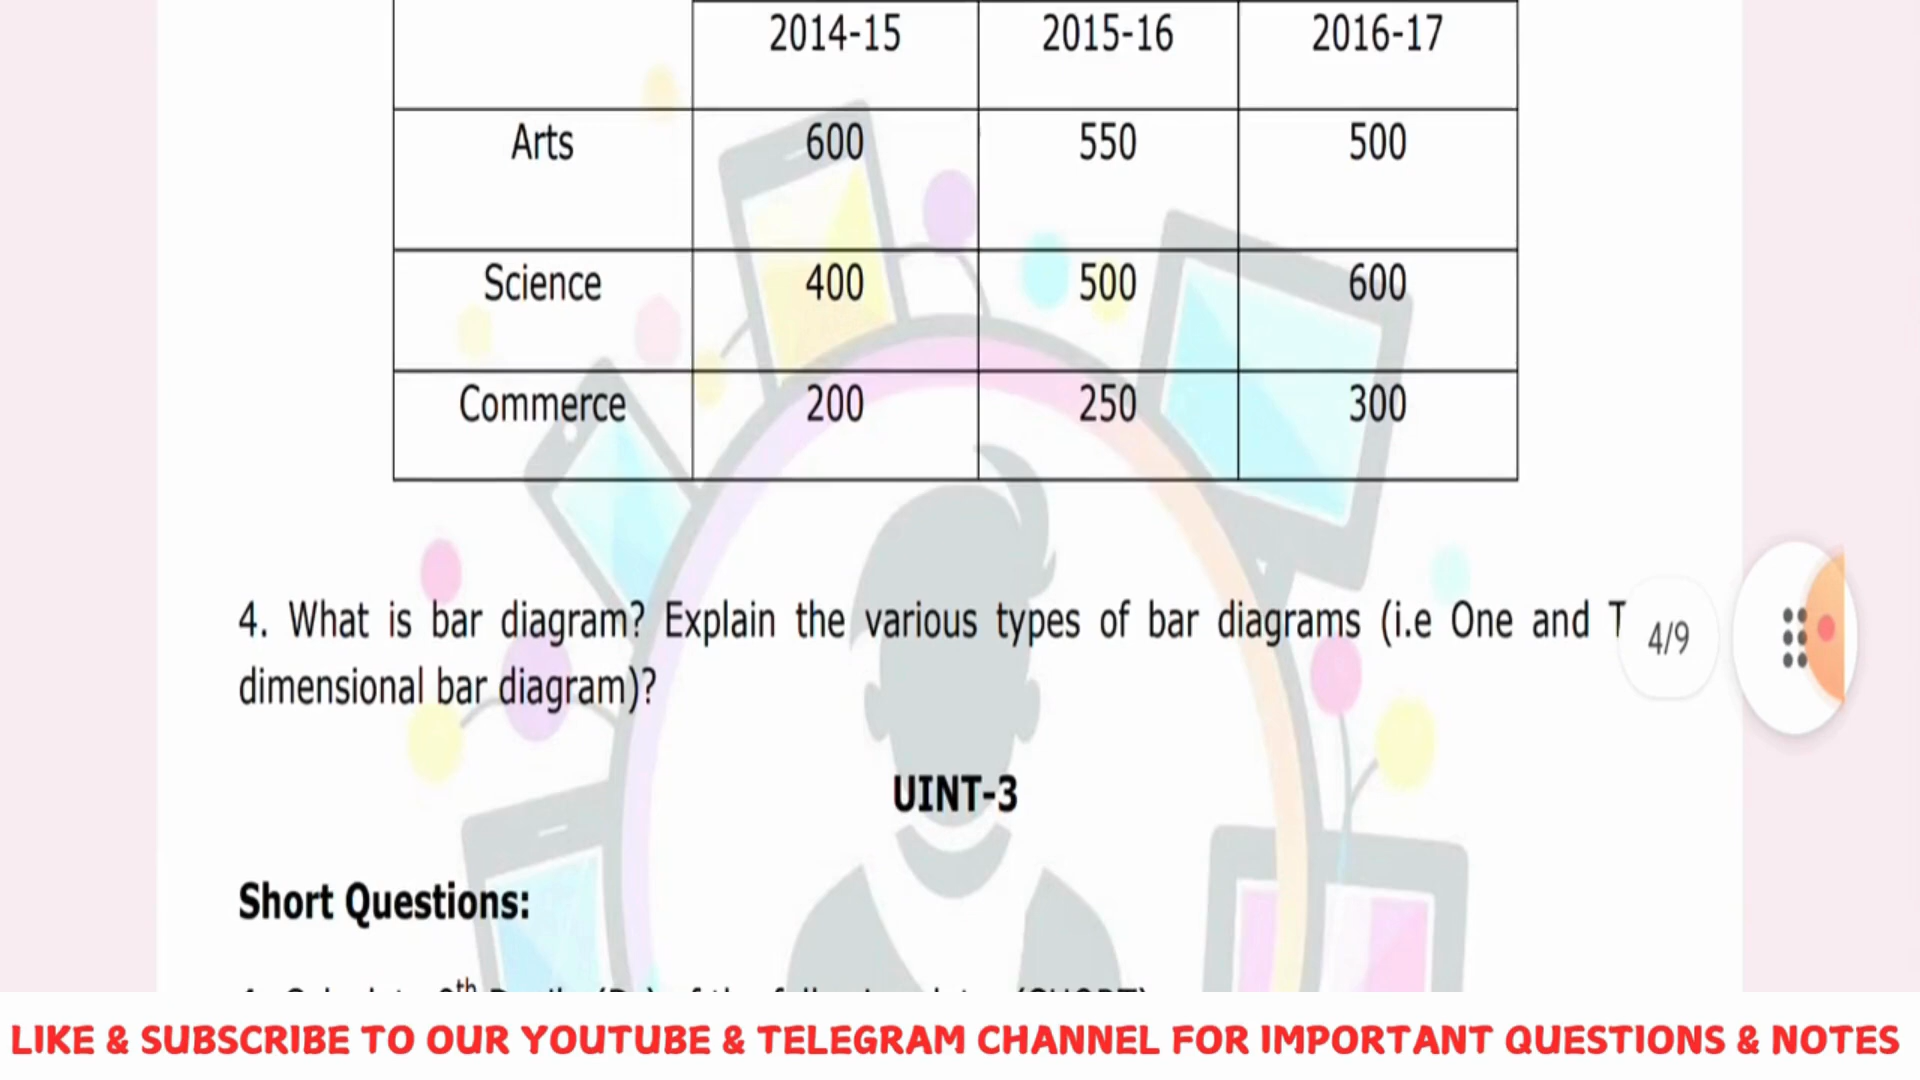 2014-15 2015-16 2016-17
Arts 600 550 500
Science 400 500 600
Commerce 200 250 300
4. What is bar diagram? Explain the various types of bar diagrams (i.e One and T
4/9
dimensional bar diagram)?
UINT-3
Short Questions:
LIKE & SUBSCRIBE TO OUR YOUTUBE & TELEGRAM CHANNEL FOR IMPORTANT QUESTIONS & NOTES